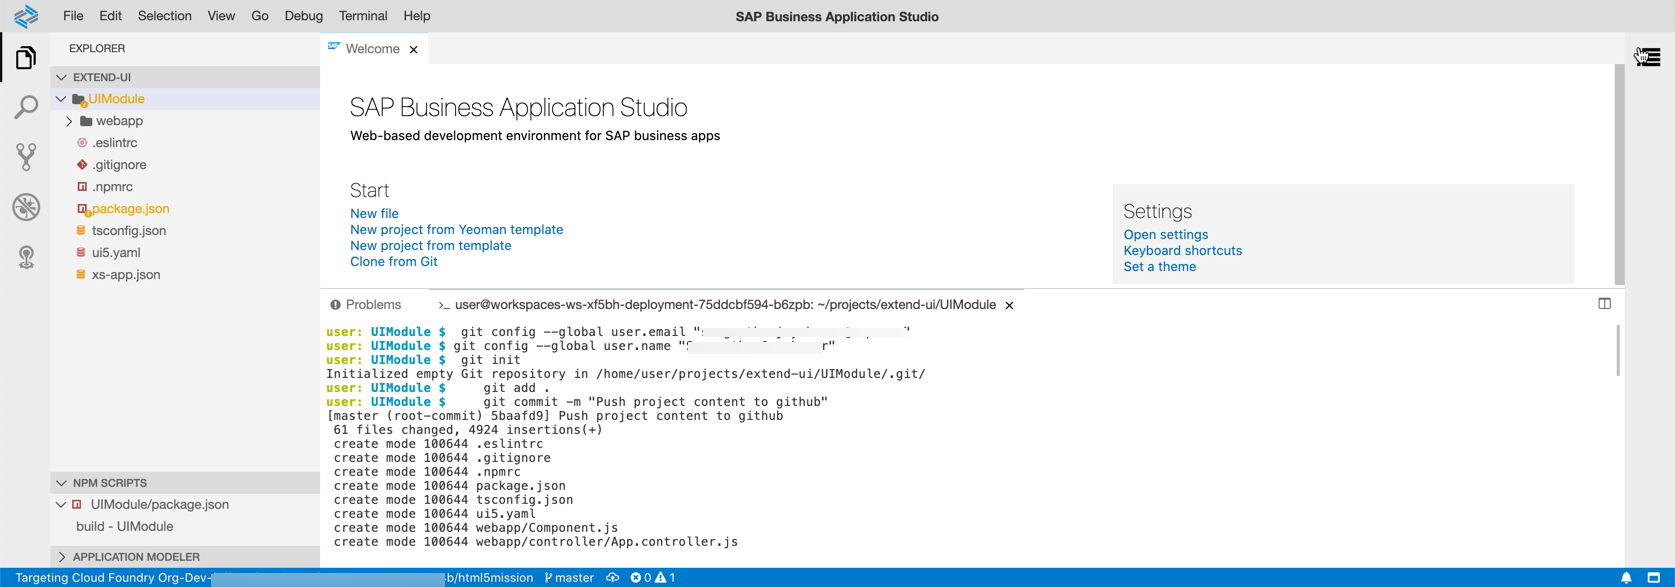 File Edit Selection View Go Debug Terminal Help
SAP Business Application Studio
EXPLORER
EXTEND-UI
UIModule
webapp
.eslintrc
.gitignore
.npmrc
package.json
tsconfig.json
ui5.yaml
xs-app.json
NPM SCRIPTS
UIModule/package.json
build - UIModule
APPLICATION MODELER
SAP Welcome
SAP Business Application Studio
Web-based development environment for SAP business apps
Start
New file
New project from Yeoman template
New project from template
Clone from Git
Settings
Open settings
Keyboard shortcuts
Set a theme
Problems
>_ user@workspaces-ws-xf5bh-deployment-75ddcbf594-b6zpb: ~/projects/extend-ui/UIModule
user: UIModule $ git config --global user.email "
user: UIModule $ git config --global user.name "
user: UIModule $ git init
Initialized empty Git repository in /home/user/projects/extend-ui/UIModule/.git/
user: UIModule $ git add .
user: UIModule $ git commit -m "Push project content to github"
[master (root-commit) 5baafd9] Push project content to github
61 files changed, 4924 insertions(+)
create mode 100644 .eslintrc
create mode 100644 .gitignore
create mode 100644 .npmrc
create mode 100644 package.json
create mode 100644 tsconfig.json
create mode 100644 ui5.yaml
create mode 100644 webapp/Component.js
create mode 100644 webapp/controller/App.controller.js
Targeting Cloud Foundry Org-Dev- b/html5mission master 0 1